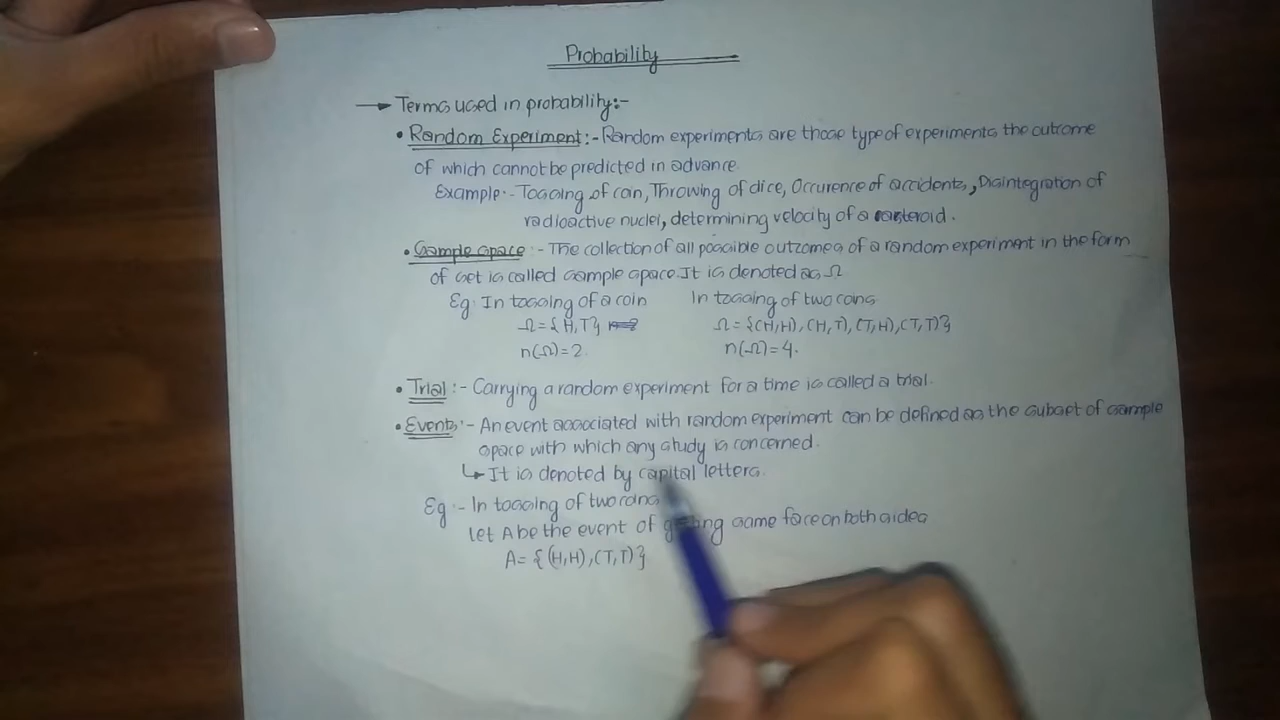 Probability
→ Terms used in probability:-
• Random Experiment:- Random experiments are those type of experiments the outcome
of which cannot be predicted in advance.
Example:- Tossing of coin, Throwing of dice, Occurence of accidents, Disintegration of
radioactive nuclei, determining velocity of a asteroid.
• Sample space:- The collection of all possible outcomes of a random experiment in the form
of set is called sample space. It is denoted as Ω
Eg: In tossing of a coin In tossing of two coins
Ω = {H,T} Ω = {(H,H), (H,T), (T,H), (T,T)}
n(Ω)=2. n(Ω)=4.
• Trial:- Carrying a random experiment for a time is called a trial.
• Event:- An event associated with random experiment can be defined as the subset of sample
space with which any study is concerned.
↳ It is denoted by capital letters.
Eg:- In tossing of two coins
Let A be the event of getting same face on both sides
A = {(H,H), (T,T)}